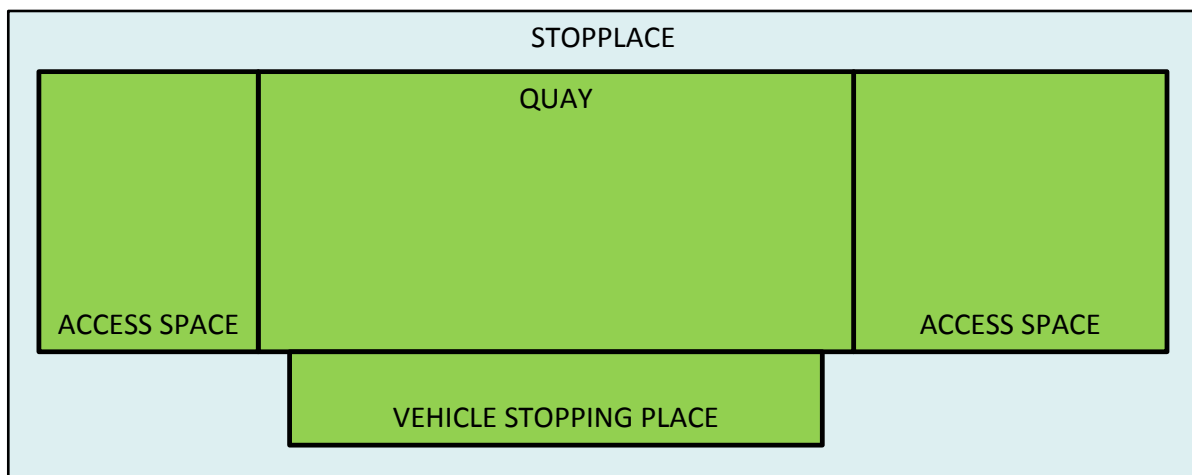 STOPPLACE
QUAY
ACCESS SPACE
ACCESS SPACE
VEHICLE STOPPING PLACE